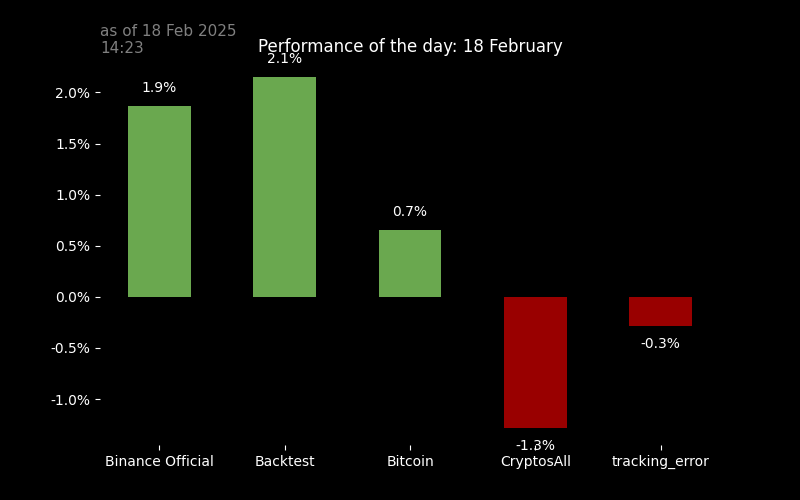 as of 18 Feb 2025
14:23
Performance of the day: 18 February
2.1%
1.9%
2.0%
1.5%
1.0%
0.7%
0.5%
0.0%
-0.3%
-0.5%
-1.0%
-1.3%
Binance Official
Backtest
Bitcoin
CryptosAll
tracking_error